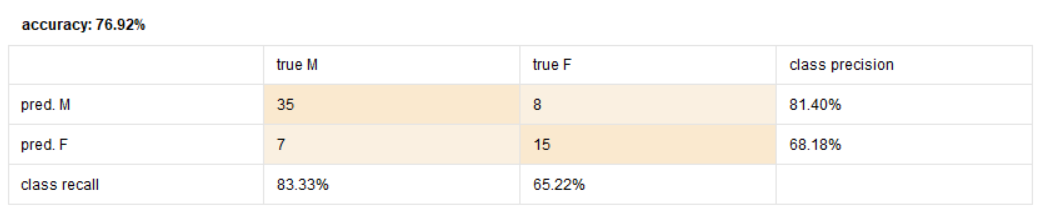 accuracy: 76.92%
true M true F class precision
pred. M 35 8 81.40%
pred. F 7 15 68.18%
class recall 83.33% 65.22%